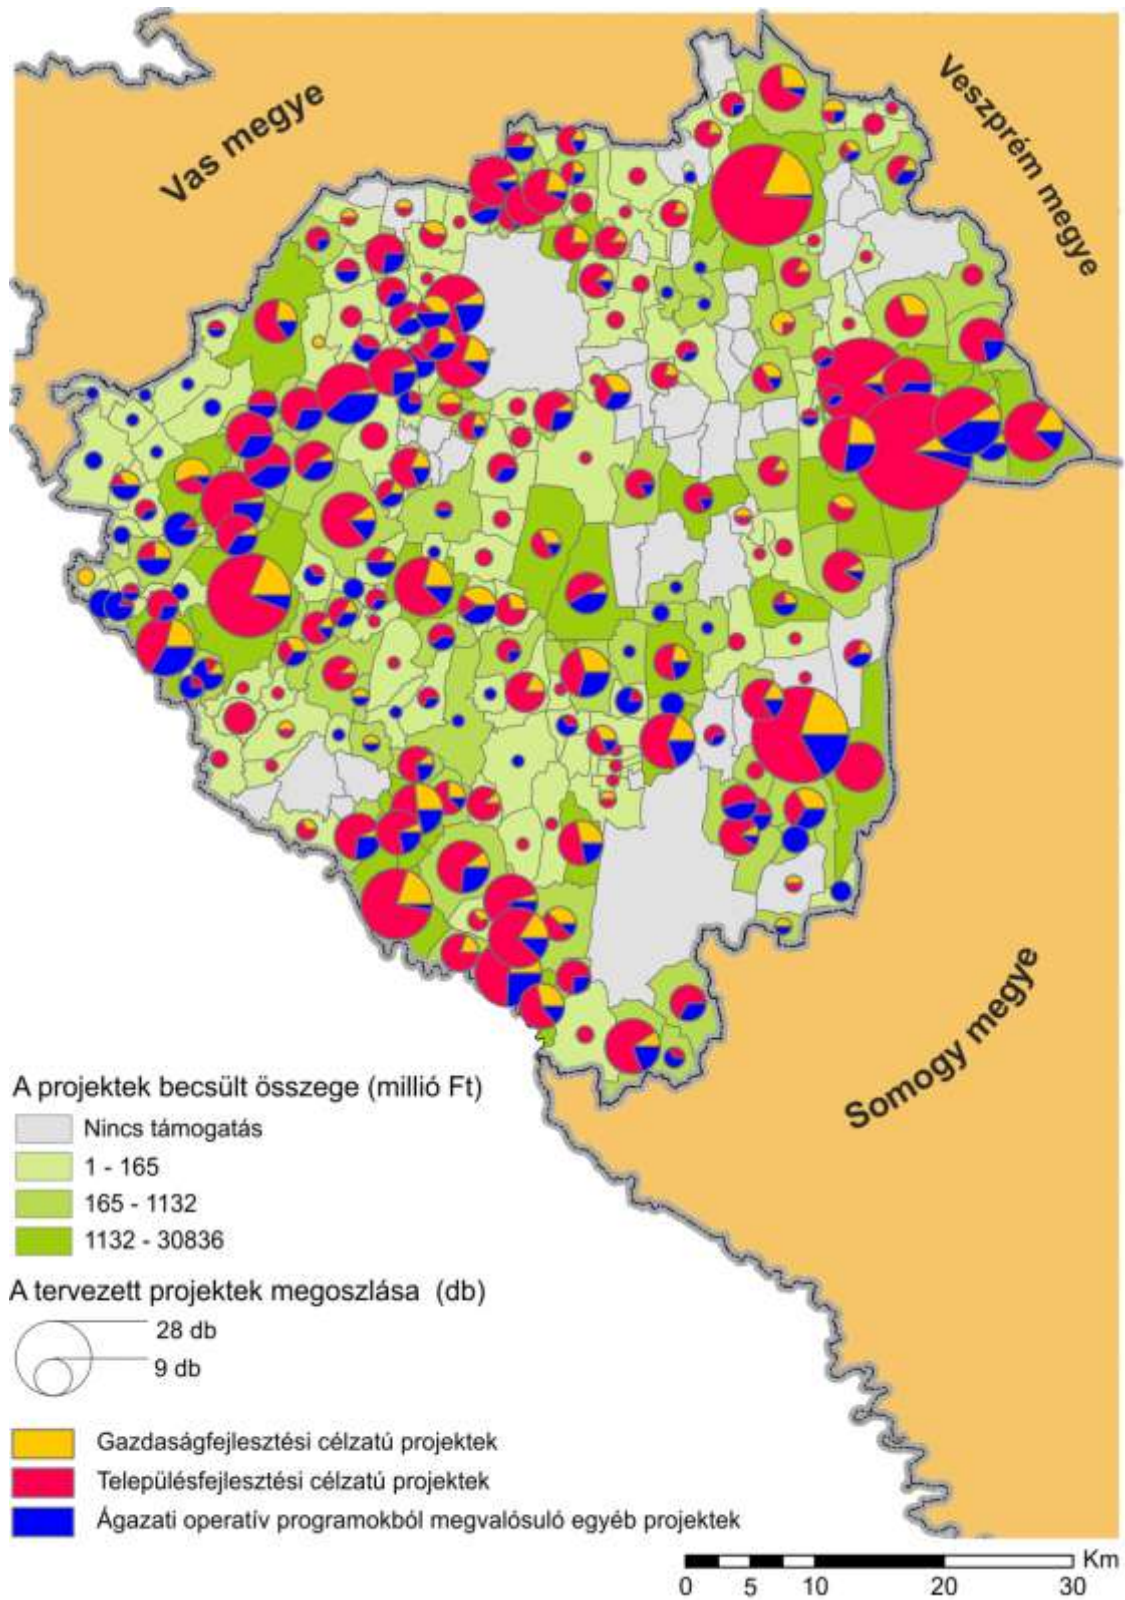 Vas megye
Veszprém megye
Somogy megye
A projektek becsült összege (millió Ft)
Nincs támogatás
1 - 165
165 - 1132
1132 - 30836
A tervezett projektek megoszlása (db)
28 db
9 db
Gazdaságfejlesztési célzatú projektek
Településfejlesztési célzatú projektek
Ágazati operatív programokból megvalósuló egyéb projektek
Km
0 5 10 20 30